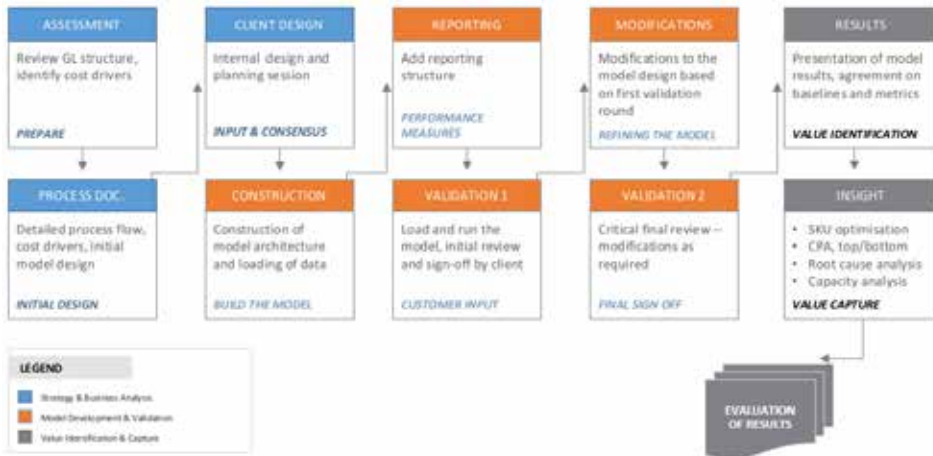 ASSESSMENT
Review GL structure,
identify cost drivers
PREPARE
CLIENT DESIGN
Internal design and
planning session
INPUT & CONSENSUS
REPORTING
Add reporting
structure
PERFORMANCE
MEASURES
MODIFICATIONS
Modifications to the
model design based
on first validation
round
REFINING THE MODEL
RESULTS
Presentation of model
results, agreement on
baselines and metrics
VALUE IDENTIFICATION
PROCESS DOC.
Detailed process flow,
cost drivers, initial
model design
INITIAL DESIGN
CONSTRUCTION
Construction of
model architecture
and loading of data
BUILD THE MODEL
VALIDATION 1
Load and run the
model, initial review
and sign-off by client
CUSTOMER INPUT
VALIDATION 2
Critical final review –
modifications as
required
FINAL SIGN OFF
INSIGHT
• SKU optimisation
• CPA, top/bottom
• Root cause analysis
• Capacity analysis
VALUE CAPTURE
LEGEND
Strategy & Business Analysis
Model Development & Validation
Value Identification & Capture
EVALUATION
OF RESULTS